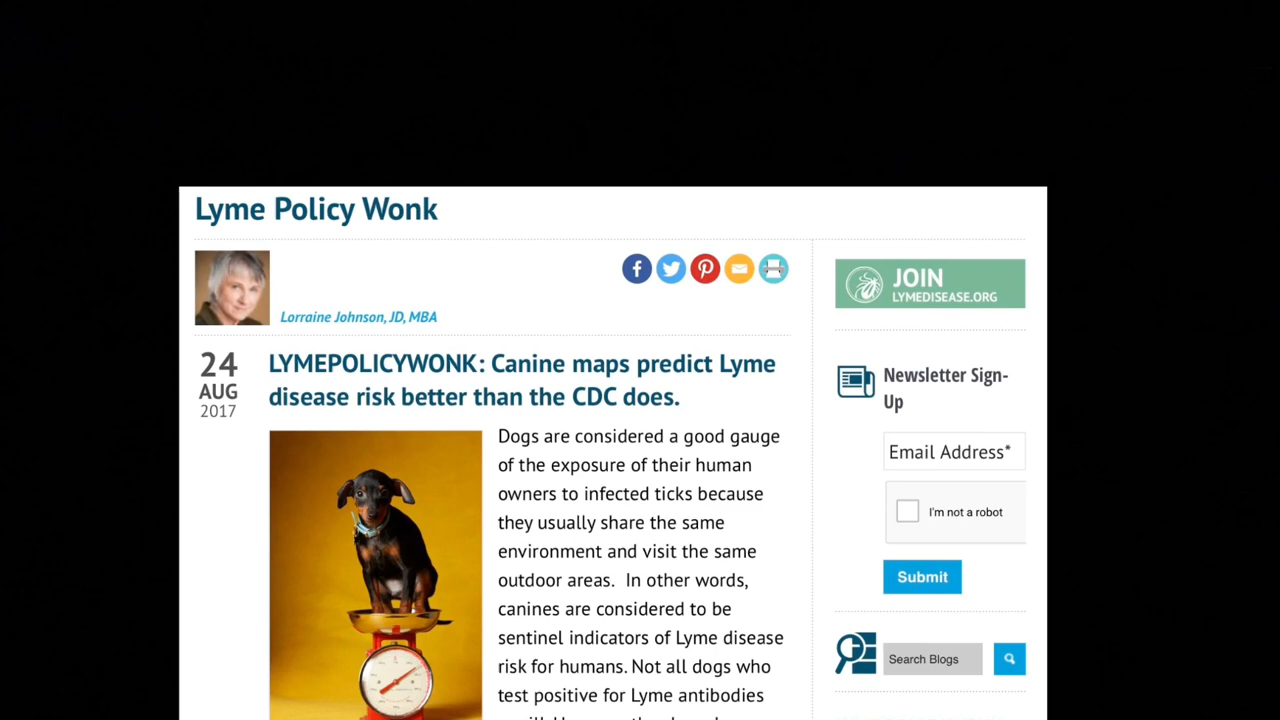 Lyme Policy Wonk
Lorraine Johnson, JD, MBA
24
AUG
2017
LYMEPOLICYWONK: Canine maps predict Lyme
disease risk better than the CDC does.
Dogs are considered a good gauge
of the exposure of their human
owners to infected ticks because
they usually share the same
environment and visit the same
outdoor areas.  In other words,
canines are considered to be
sentinel indicators of Lyme disease
risk for humans. Not all dogs who
test positive for Lyme antibodies
JOIN
LYMEDISEASE.ORG
Newsletter Sign-
Up
Email Address*
I'm not a robot
Submit
Search Blogs